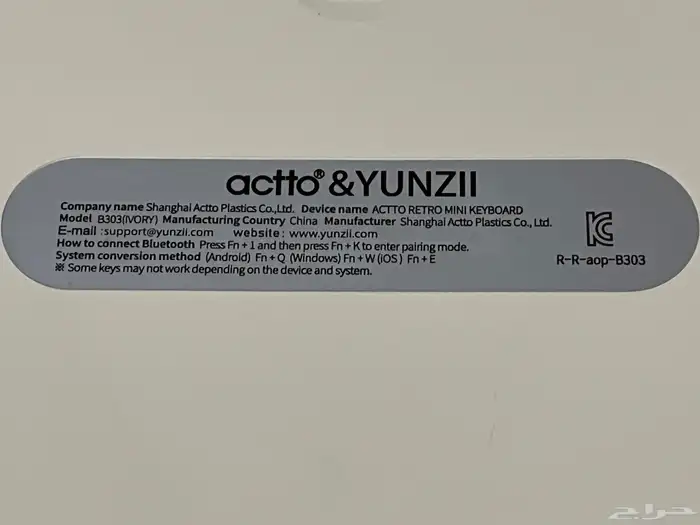 actto® &YUNZII
Company name Shanghai Actto Plastics Co.,Ltd. Device name ACTTO RETRO MINI KEYBOARD
Model B303(IVORY) Manufacturing Country China Manufacturer Shanghai Actto Plastics Co., Ltd.
E-mail :support@yunzii.com website: www.yunzii.com
How to connect Bluetooth Press Fn + 1 and then press Fn + K to enter pairing mode.
System conversion method (Android) Fn + Q (Windows) Fn + W (iOS) Fn + E
※ Some keys may not work depending on the device and system.
R-R-aop-B303
حراج